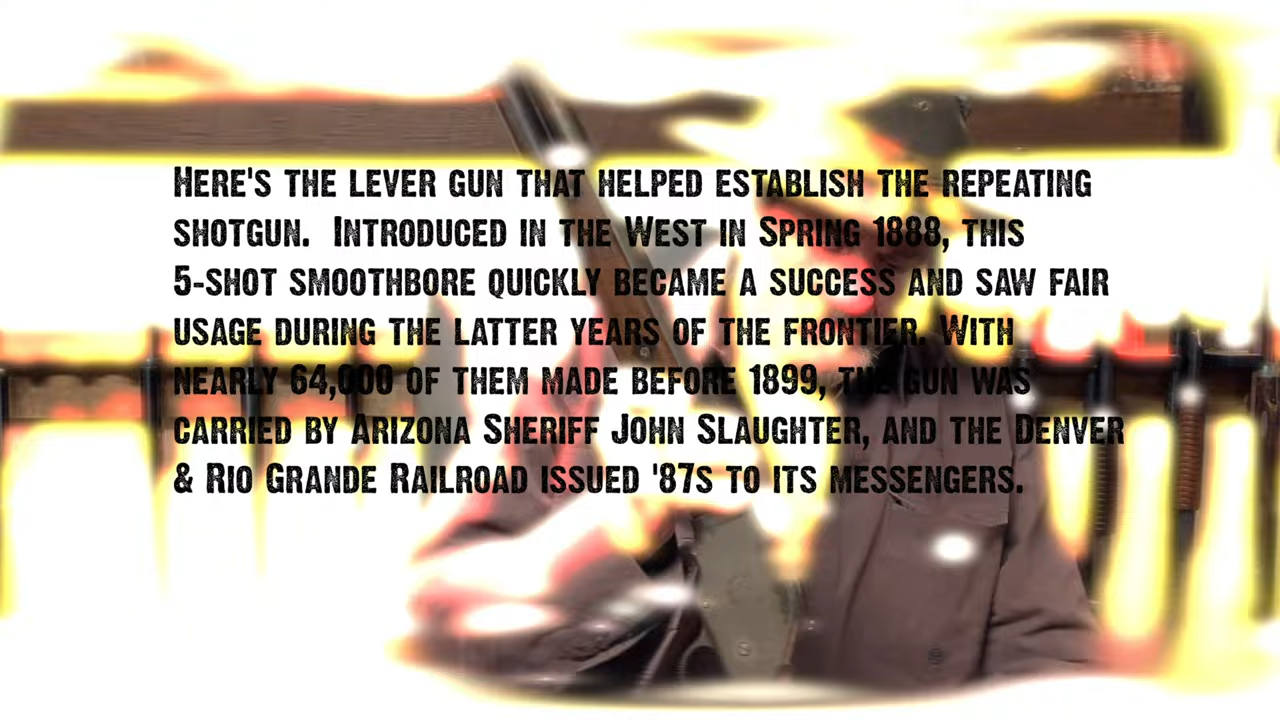 Here's the lever gun that helped establish the repeating
shotgun. Introduced in the West in Spring 1888, this
5-shot smoothbore quickly became a success and saw fair
usage during the latter years of the frontier. With
nearly 64,000 of them made before 1899, the gun was
carried by Arizona Sheriff John Slaughter, and the Denver
& Rio Grande Railroad issued '87s to its messengers.